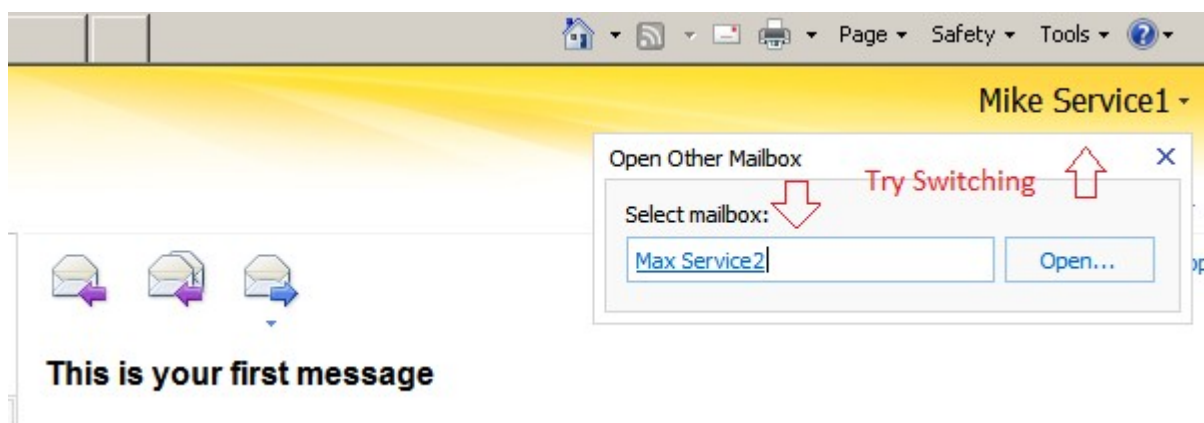 Page Safety Tools
Mike Service1
Open Other Mailbox
Try Switching
Select mailbox:
Max Service2 Open...
This is your first message